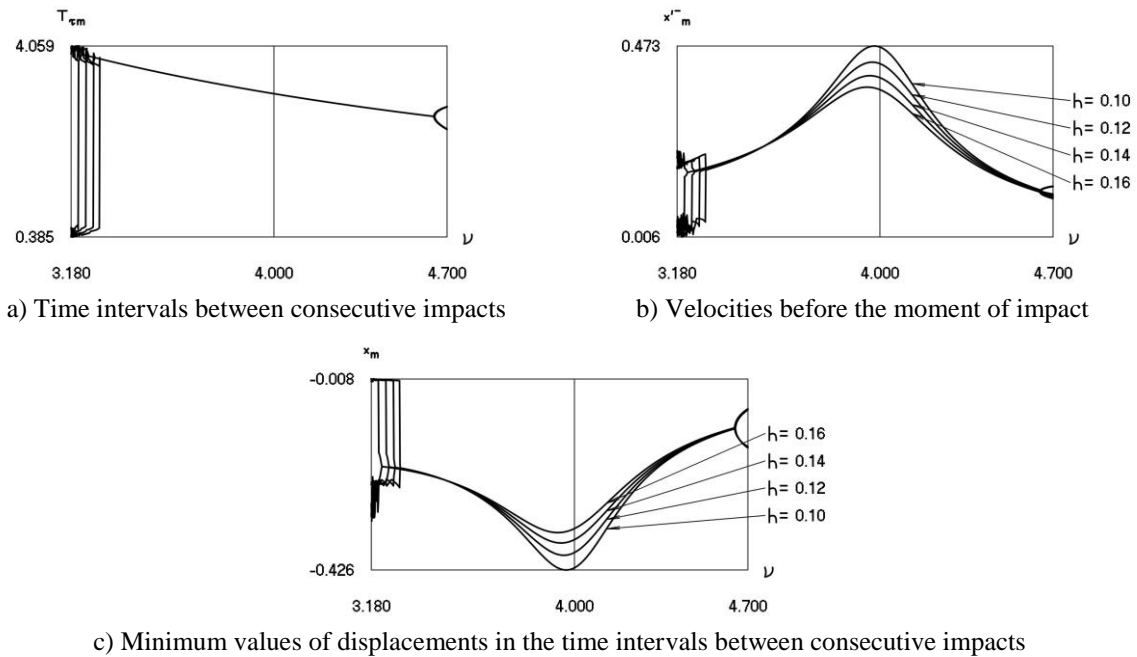 Tτm
4.059
0.385
ν
3.180 4.000 4.700
a) Time intervals between consecutive impacts
x'⁻m
0.473
0.006
h= 0.10
h= 0.12
h= 0.14
h= 0.16
ν
3.180 4.000 4.700
b) Velocities before the moment of impact
xm
-0.008
-0.426
h= 0.16
h= 0.14
h= 0.12
h= 0.10
ν
3.180 4.000 4.700
c) Minimum values of displacements in the time intervals between consecutive impacts